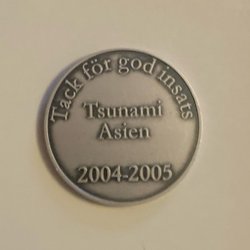 Tack för god insats
Tsunami
Asien
2004-2005